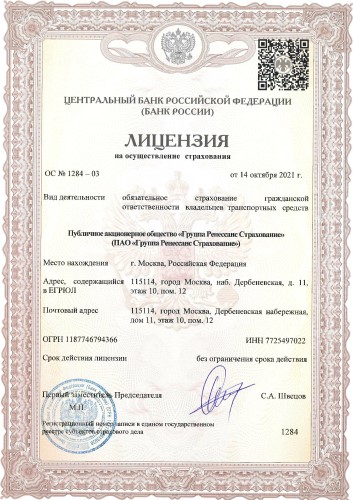 ЦЕНТРАЛЬНЫЙ БАНК РОССИЙСКОЙ ФЕДЕРАЦИИ
(БАНК РОССИИ)
ЛИЦЕНЗИЯ
на осуществление страхования
ОС № 1284 – 03 от 14 октября 2021 г.
Вид деятельности обязательное страхование гражданской
ответственности владельцев транспортных средств
Публичное акционерное общество «Группа Ренессанс Страхование»
(ПАО «Группа Ренессанс Страхование»)
Место нахождения г. Москва, Российская Федерация
Адрес, содержащийся 115114, город Москва, наб. Дербеневская, д. 11,
в ЕГРЮЛ этаж 10, пом. 12
Почтовый адрес 115114, город Москва, Дербеневская набережная,
дом 11, этаж 10, пом. 12
ОГРН 1187746794366 ИНН 7725497022
Срок действия лицензии без ограничения срока действия
Первый заместитель Председателя С.А. Швецов
М.П.
Регистрационный номер записи в едином государственном
реестре субъектов страхового дела 1284